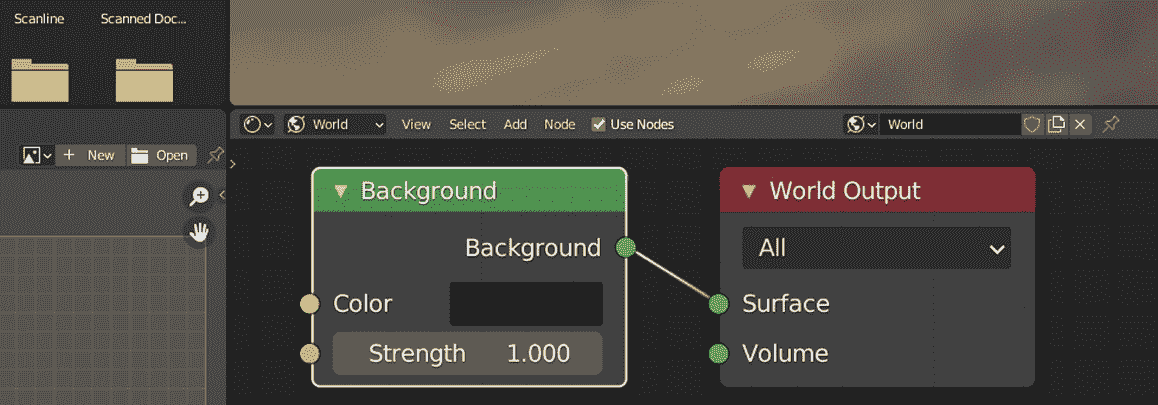 Scanline Scanned Doc...
World View Select Add Node Use Nodes World
New Open
Background
Background
Color
Strength 1.000
World Output
All
Surface
Volume